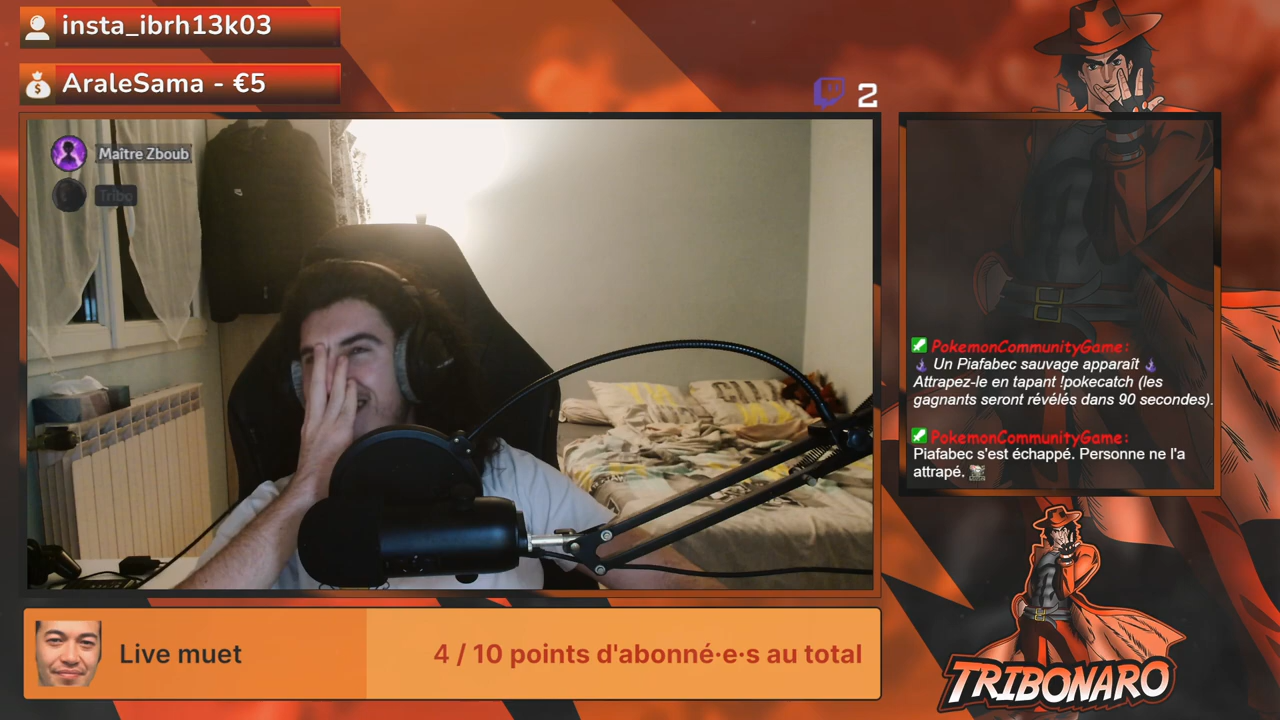 insta_ibrh13k03
AraleSama - €5
2
Maître Zboub
Tribo
PokemonCommunityGame:
Un Piafabec sauvage apparaît
Attrapez-le en tapant !pokecatch (les
gagnants seront révélés dans 90 secondes).
PokemonCommunityGame:
Piafabec s'est échappé. Personne ne l'a
attrapé.
Live muet
4 / 10 points d'abonné·e·s au total
TRIBONARO